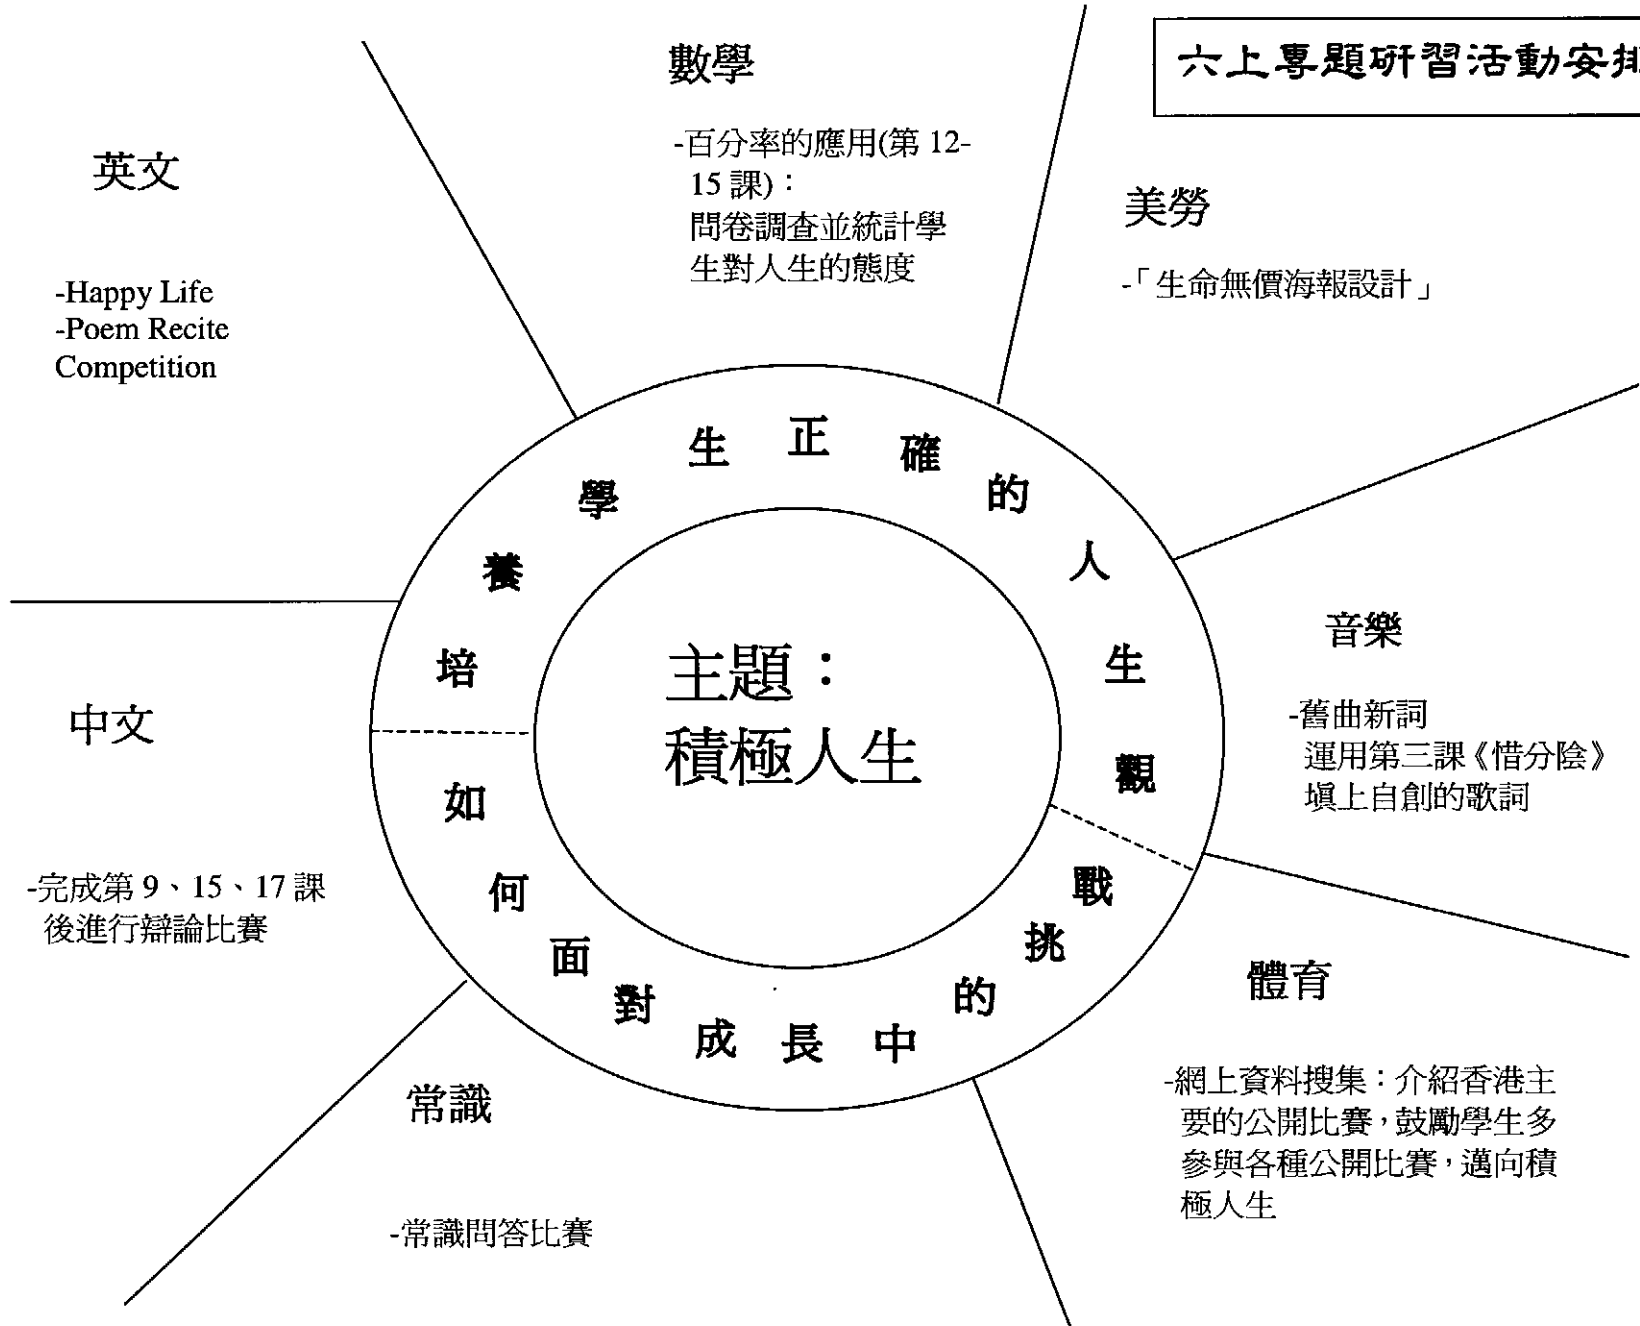 六上專題研習活動安排
數學
-百分率的應用(第 12-
15 課)：
問卷調查並統計學
生對人生的態度
英文
-Happy Life
-Poem Recite
Competition
美勞
-「生命無價海報設計」
培養學生正確的人生觀
主題：
積極人生
如何面對成長中的挑戰
音樂
-舊曲新詞
運用第三課《惜分陰》
填上自創的歌詞
中文
-完成第 9、15、17 課
後進行辯論比賽
體育
-網上資料搜集：介紹香港主
要的公開比賽，鼓勵學生多
參與各種公開比賽，邁向積
極人生
常識
-常識問答比賽